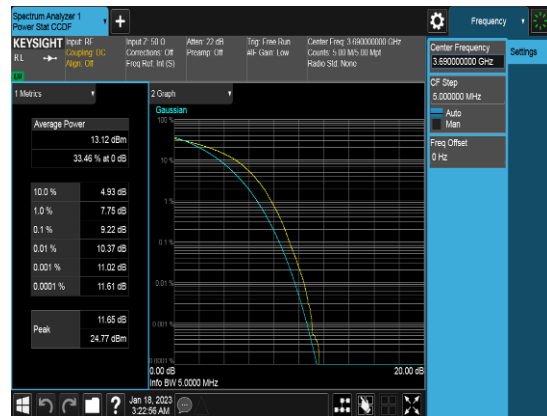 Spectrum Analyzer 1
Power Stat CCDF
Frequency
KEYSIGHT
RL
Input: RF
Coupling: DC
Align: Off
Input Z: 50 Ω
Corrections: Off
Freq Ref: Int (S)
Atten: 22 dB
Preamp: Off
Trig: Free Run
#IF Gain: Low
Center Freq: 3.690000000 GHz
Counts: 5.00 M/5.00 Mpt
Radio Std: None
Center Frequency
3.690000000 GHz
Settings
CF Step
5.000000 MHz
Auto
Man
Freq Offset
0 Hz
1 Metrics
Average Power
13.12 dBm
33.46 % at 0 dB
10.0 % 4.93 dB
1.0 % 7.75 dB
0.1 % 9.22 dB
0.01 % 10.37 dB
0.001 % 11.02 dB
0.0001 % 11.61 dB
Peak
11.65 dB
24.77 dBm
2 Graph
Gaussian
100 %
10 %
1 %
0.1 %
0.01 %
0.001 %
0.0001 %
0.00 dB 20.00 dB
Info BW 5.0000 MHz
Jan 18, 2023
3:22:56 AM